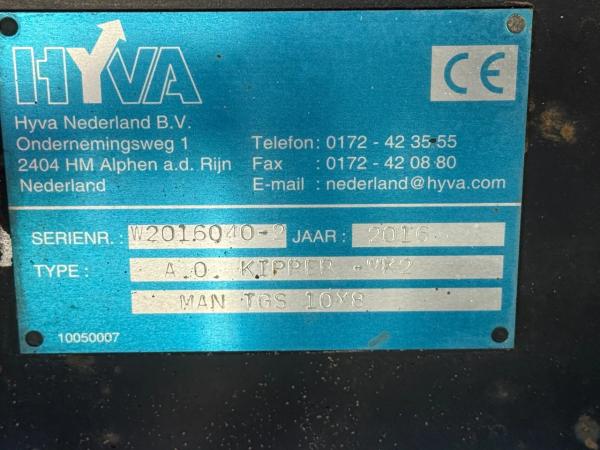 HYVA
CE
Hyva Nederland B.V.
Ondernemingsweg 1
2404 HM Alphen a.d. Rijn
Nederland
Telefon : 0172 - 42 35 55
Fax : 0172 - 42 08 80
E-mail : nederland@hyva.com
SERIENR. : W2016040-2 JAAR : 2016
TYPE : A.O. KIPPER -WK2
MAN TGS 10X8
10050007